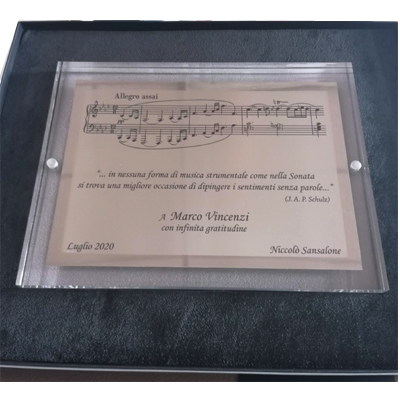 Allegro assai
"... in nessuna forma di musica strumentale come nella Sonata
si trova una migliore occasione di dipingere i sentimenti senza parole..."
(J. A. P. Schulz)
A Marco Vincenzi
con infinita gratitudine
Luglio 2020 Niccolò Sansalone